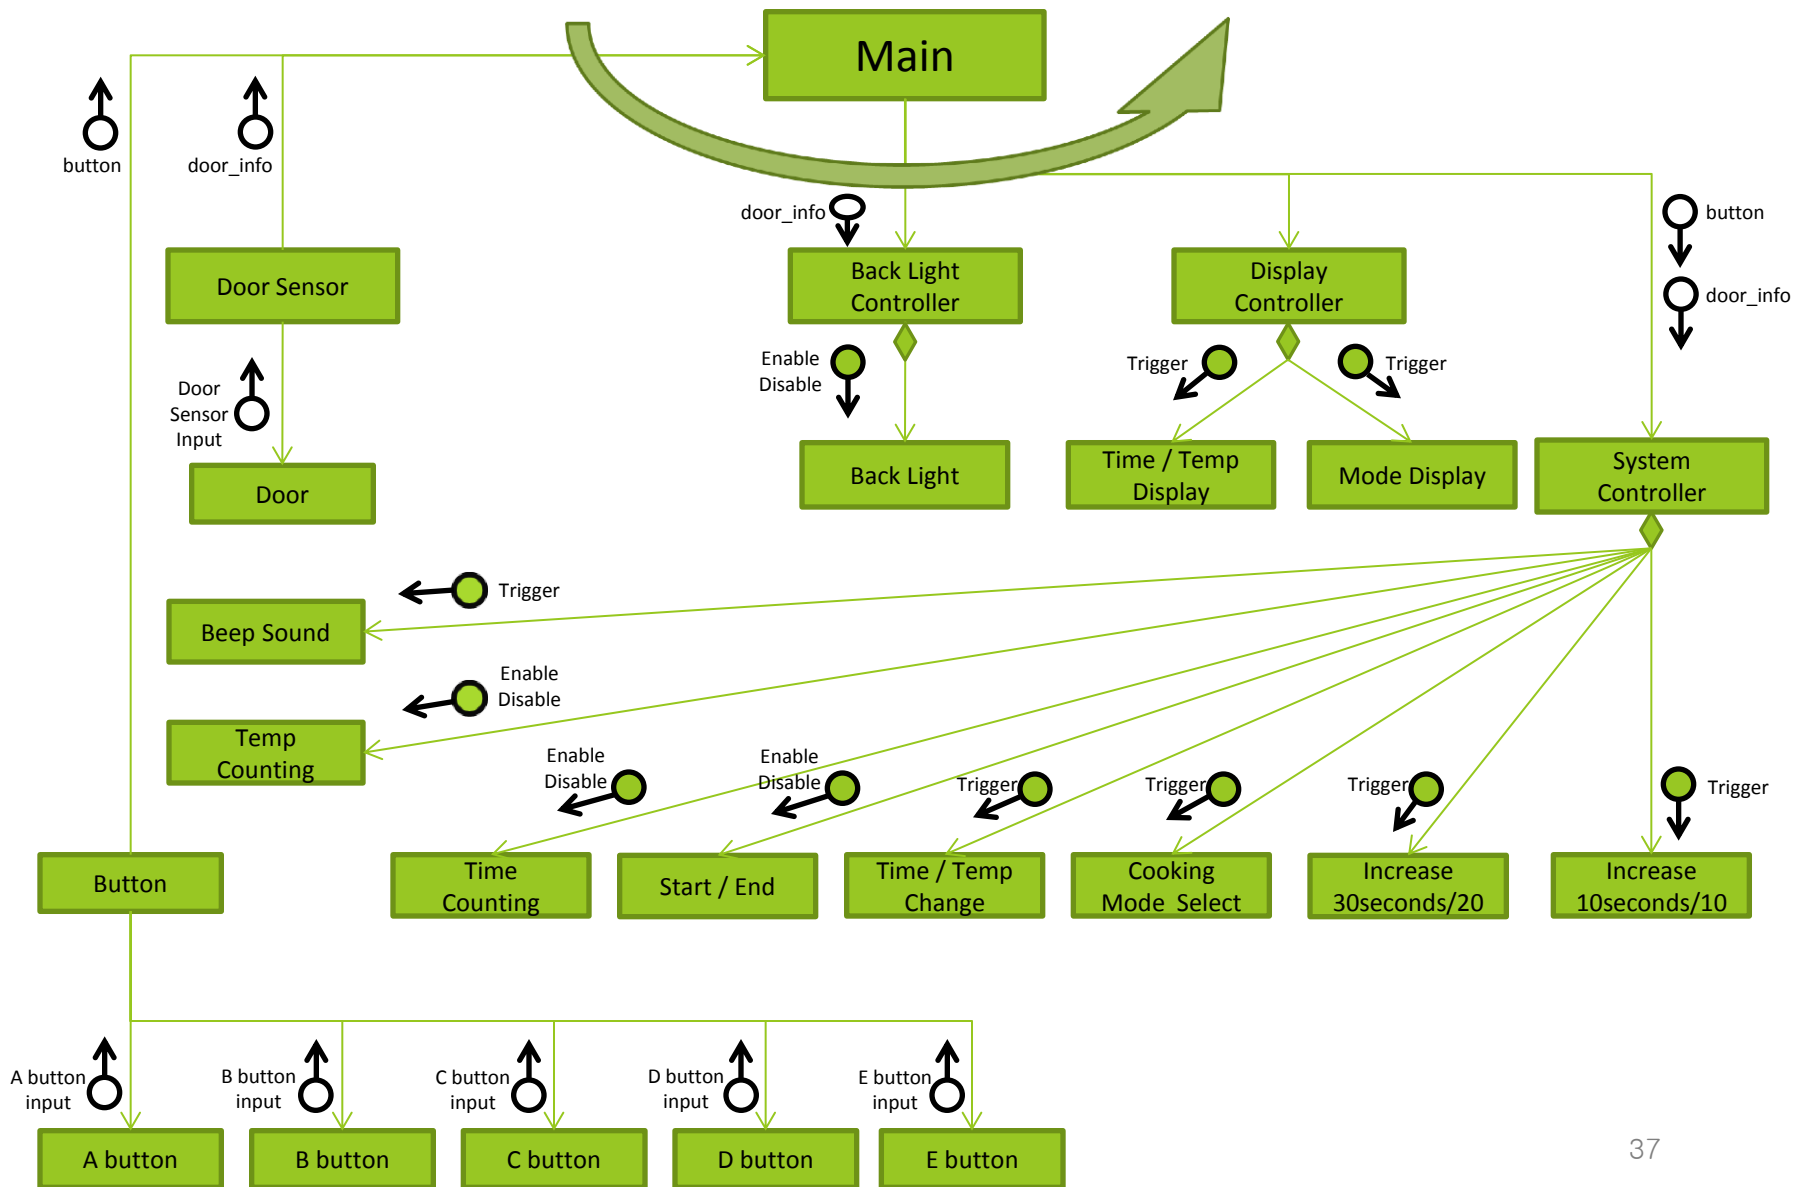 Main
button
door_info
door_info
button
door_info
Door Sensor
Back Light
Controller
Display
Controller
Door
Sensor
Input
Enable
Disable
Trigger
Trigger
Door
Back Light
Time / Temp
Display
Mode Display
System
Controller
Trigger
Beep Sound
Enable
Disable
Temp
Counting
Enable
Disable
Enable
Disable
Trigger
Trigger
Trigger
Trigger
Button
Time
Counting
Start / End
Time / Temp
Change
Cooking
Mode Select
Increase
30seconds/20
Increase
10seconds/10
A button
input
B button
input
C button
input
D button
input
E button
input
A button
B button
C button
D button
E button
37